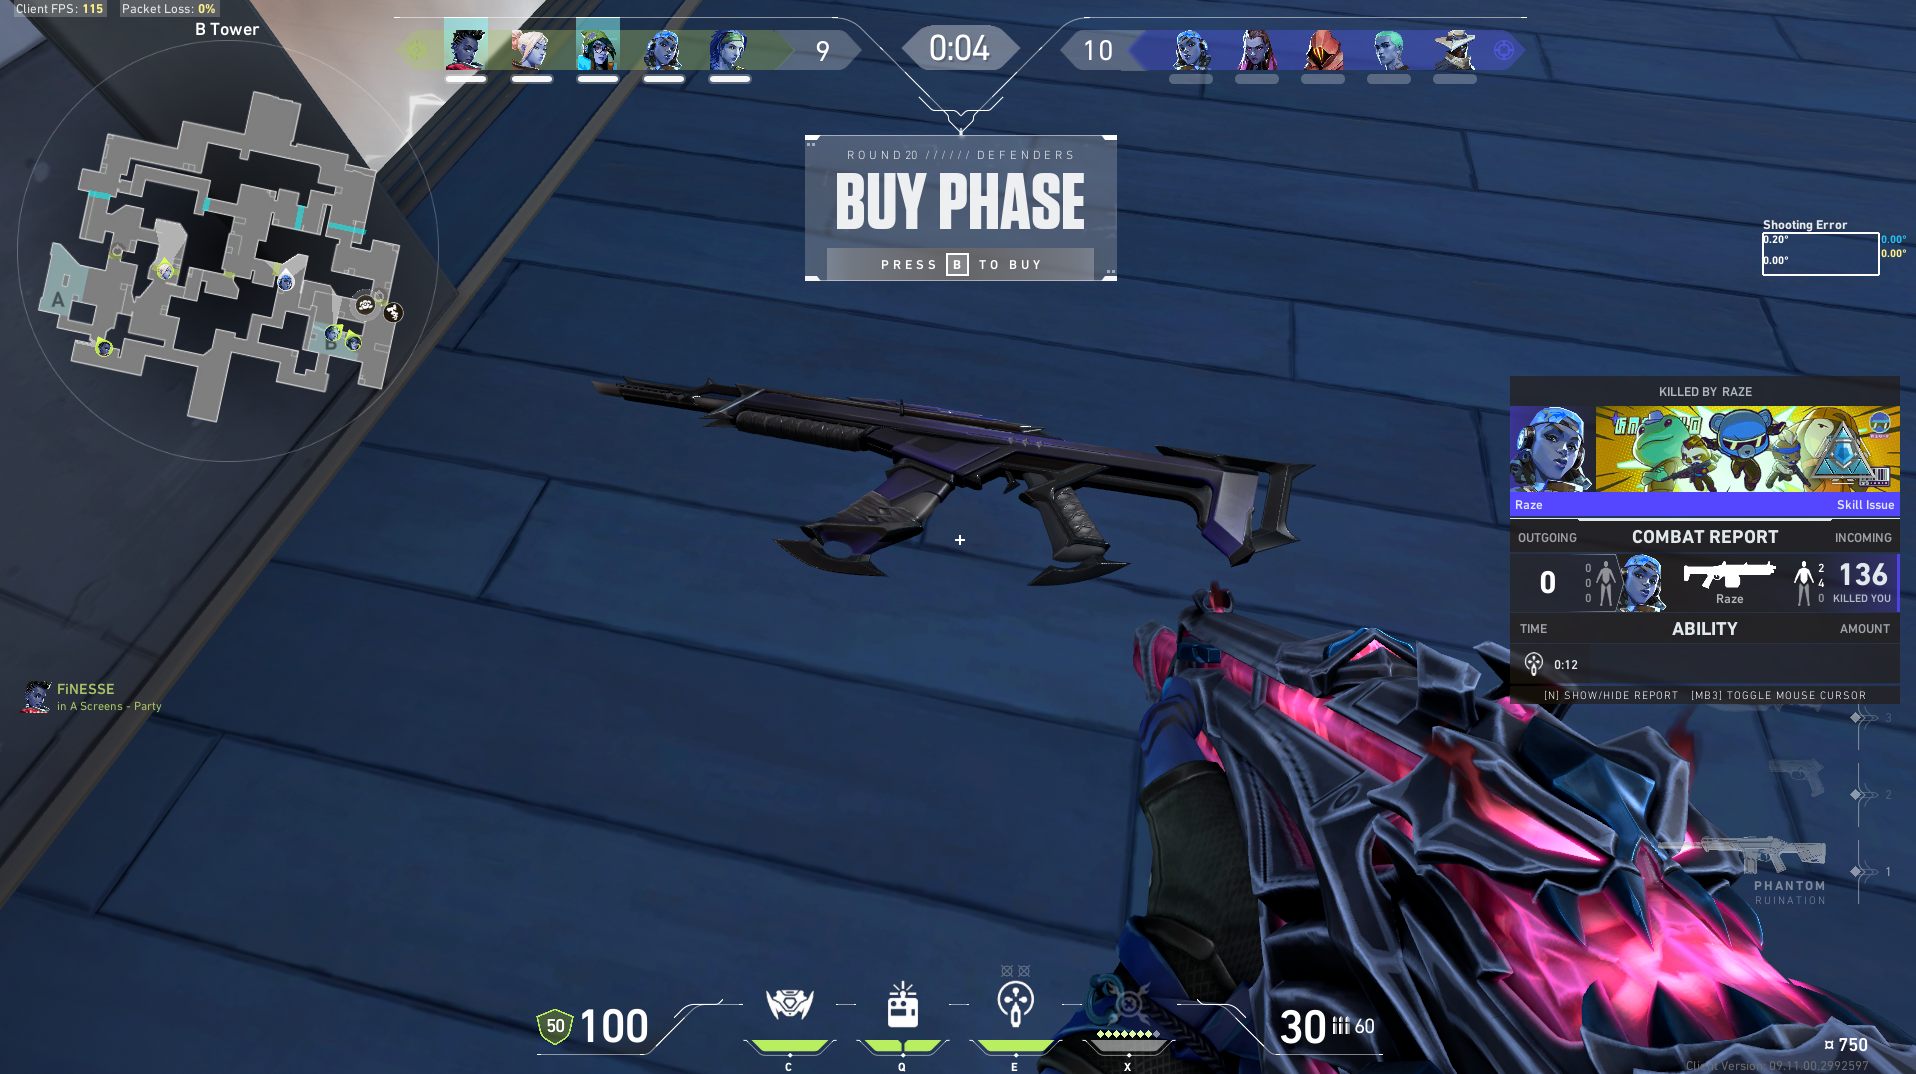 Client FPS: 115 Packet Loss: 0%
B Tower
9
0:04
10
ROUND 20 ////// DEFENDERS
BUY PHASE
PRESS B TO BUY
A
B
Shooting Error
0.20°
0.00°
0.00°
0.00°
KILLED BY RAZE
Raze
Skill Issue
OUTGOING
COMBAT REPORT
INCOMING
0
0
0
0
Raze
2
4
0
136
KILLED YOU
TIME
ABILITY
AMOUNT
0:12
[N] SHOW/HIDE REPORT [MB3] TOGGLE MOUSE CURSOR
FiNESSE
in A Screens - Party
3
2
1
PHANTOM
RUINATION
50
100
C
Q
E
X
30
60
¤ 750
Client Version: 09.11.00.2992597